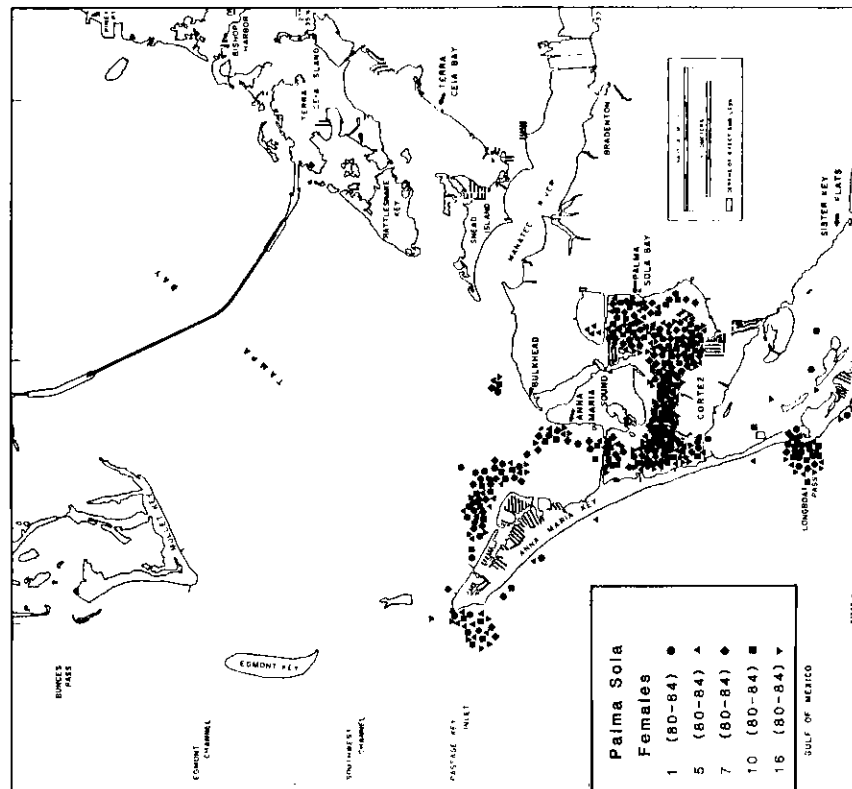 BISHOP
HARBOR
TERRA
TERRA
CEIA BAY
RATTLESNAKE
KEY
SNEAD
ISLAND
MANATEE RIVER
BRADENTON
BAY
TAMPA
BULKHEAD
PALMA
SOLA BAY
ANNA
MARIA
SOUND
CORTEZ
SISTER KEY
FLATS
LONGBOAT
PASS
ANNA MARIA KEY
MULLET KEY
EGMONT KEY
BUNCES
PASS
EGMONT
CHANNEL
SOUTHWEST
CHANNEL
PASSAGE KEY
INLET
GULF OF MEXICO
Palma Sola
Females
1 (80-84) ●
5 (80-84) ▲
7 (80-84) ◆
10 (80-84) ■
16 (80-84) ▼